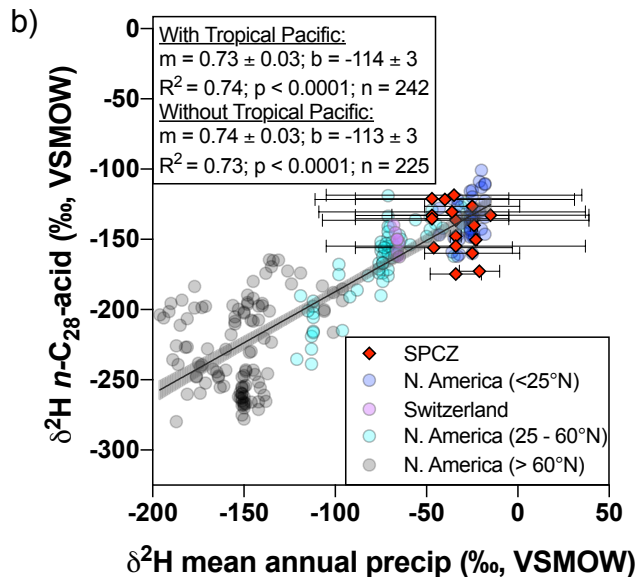 b)
With Tropical Pacific:
m = 0.73 ± 0.03; b = -114 ± 3
R² = 0.74; p < 0.0001; n = 242
Without Tropical Pacific:
m = 0.74 ± 0.03; b = -113 ± 3
R² = 0.73; p < 0.0001; n = 225
0
-50
-100
-150
-200
-250
-300
δ²H n-C₂₈-acid (‰, VSMOW)
SPCZ
N. America (<25°N)
Switzerland
N. America (25 - 60°N)
N. America (> 60°N)
-200 -150 -100 -50 0 50
δ²H mean annual precip (‰, VSMOW)